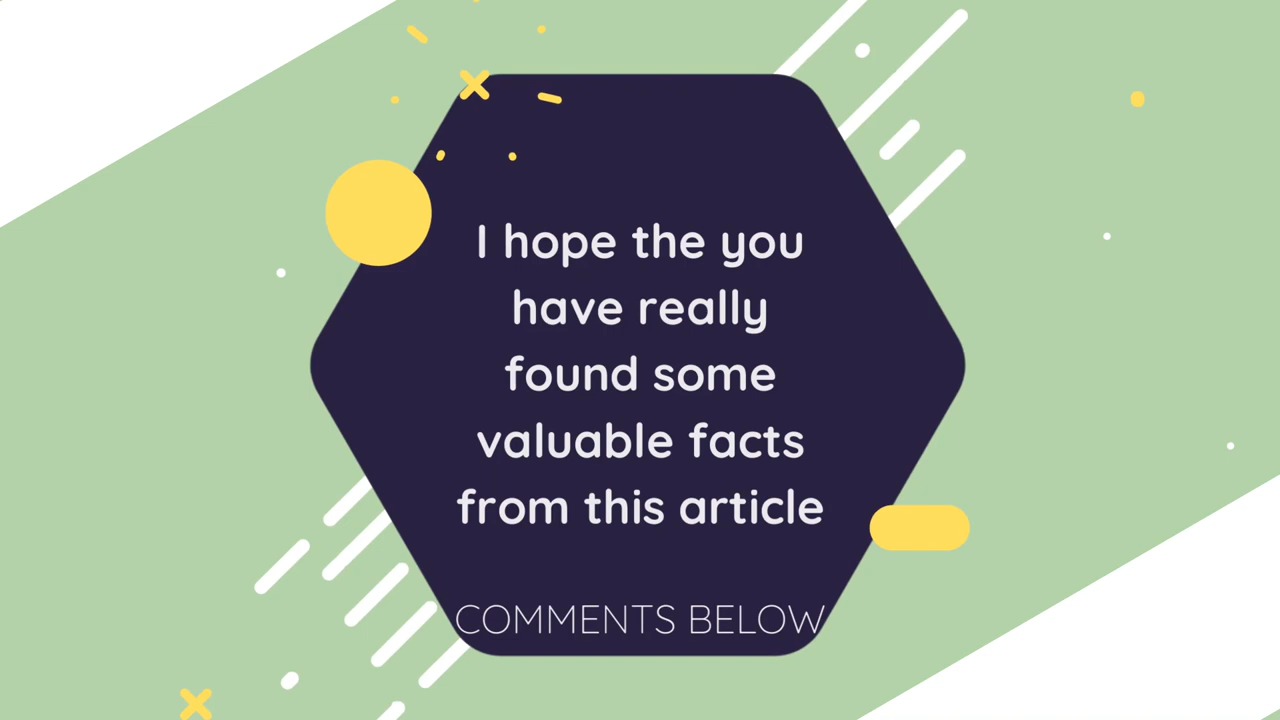 I hope the you
have really
found some
valuable facts
from this article
COMMENTS BELOW